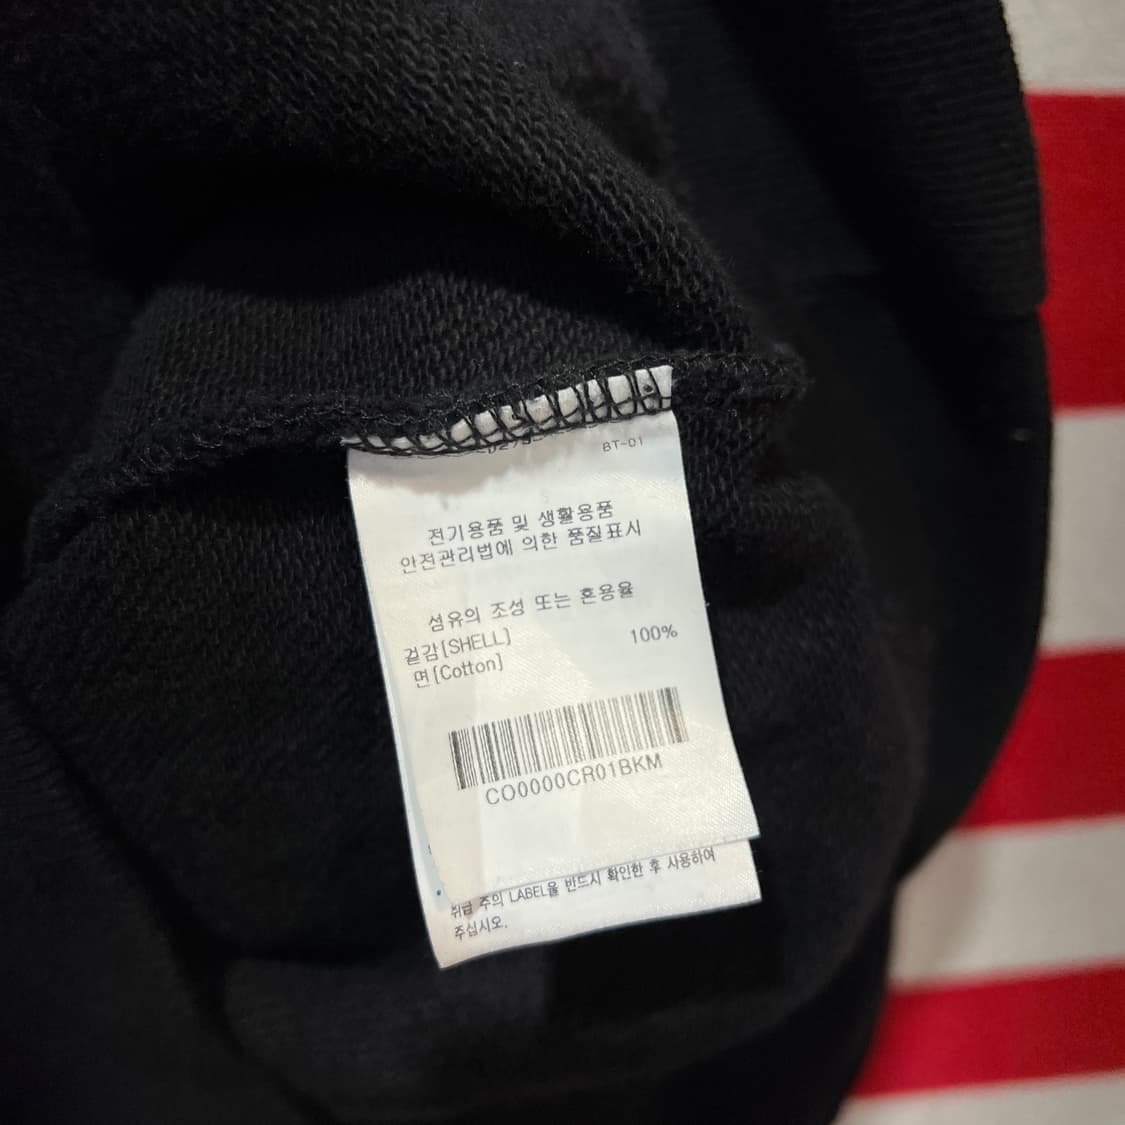 BT-01
전기용품 및 생활용품
안전관리법에 의한 품질표시
섬유의 조성 또는 혼용율
겉감[SHELL] 100%
면[Cotton]
CO0000CR01BKM
취급 주의 LABEL을 반드시 확인한 후 사용하여
주십시오.